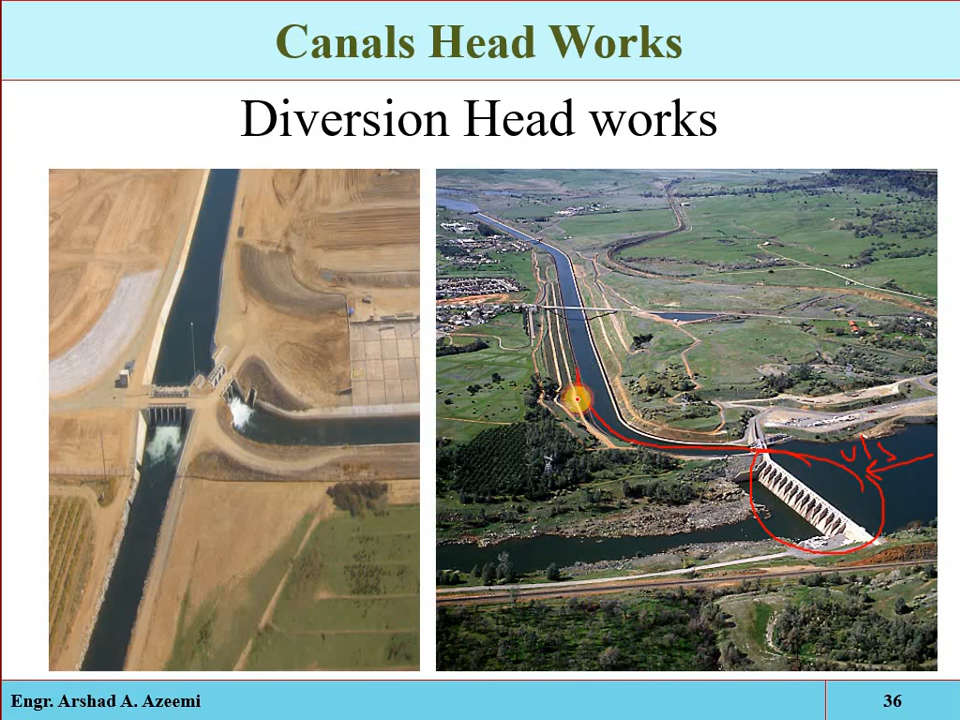 Canals Head Works
Diversion Head works
u/s
Engr. Arshad A. Azeemi
36